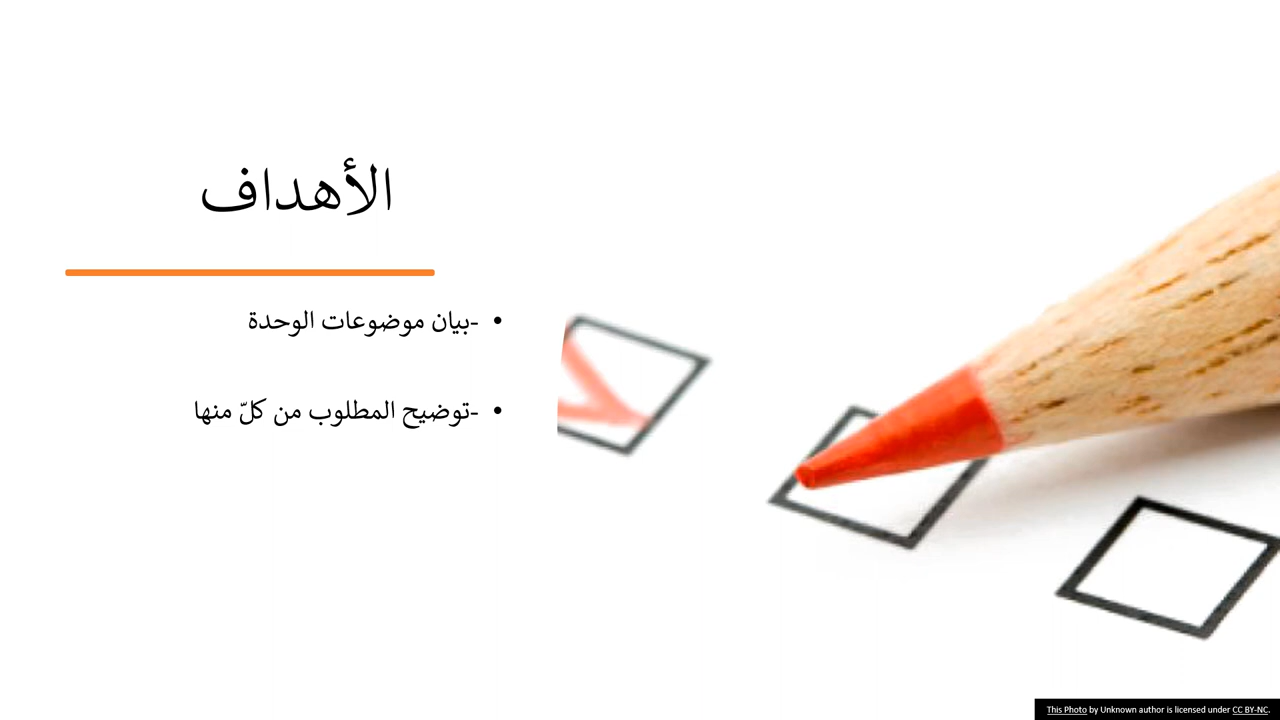 الأهداف
• -بيان موضوعات الوحدة
• -توضيح المطلوب من كلّ منها
This Photo by Unknown author is licensed under CC BY-NC.